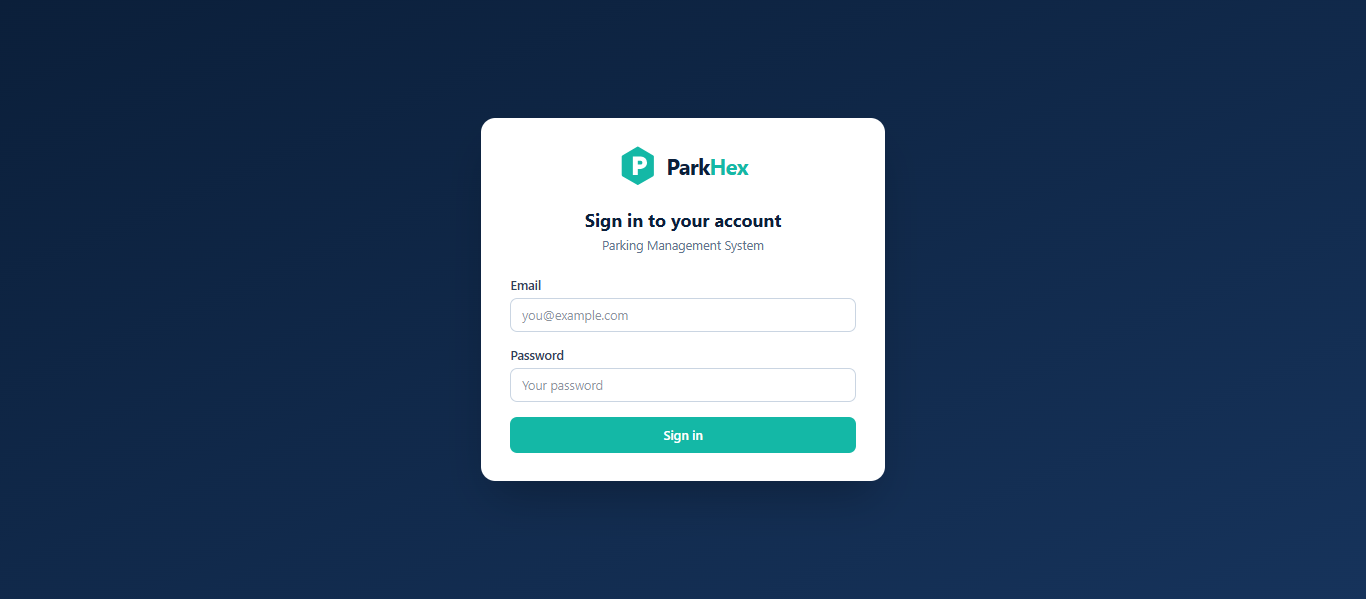 P ParkHex
Sign in to your account
Parking Management System
Email
you@example.com
Password
Your password
Sign in